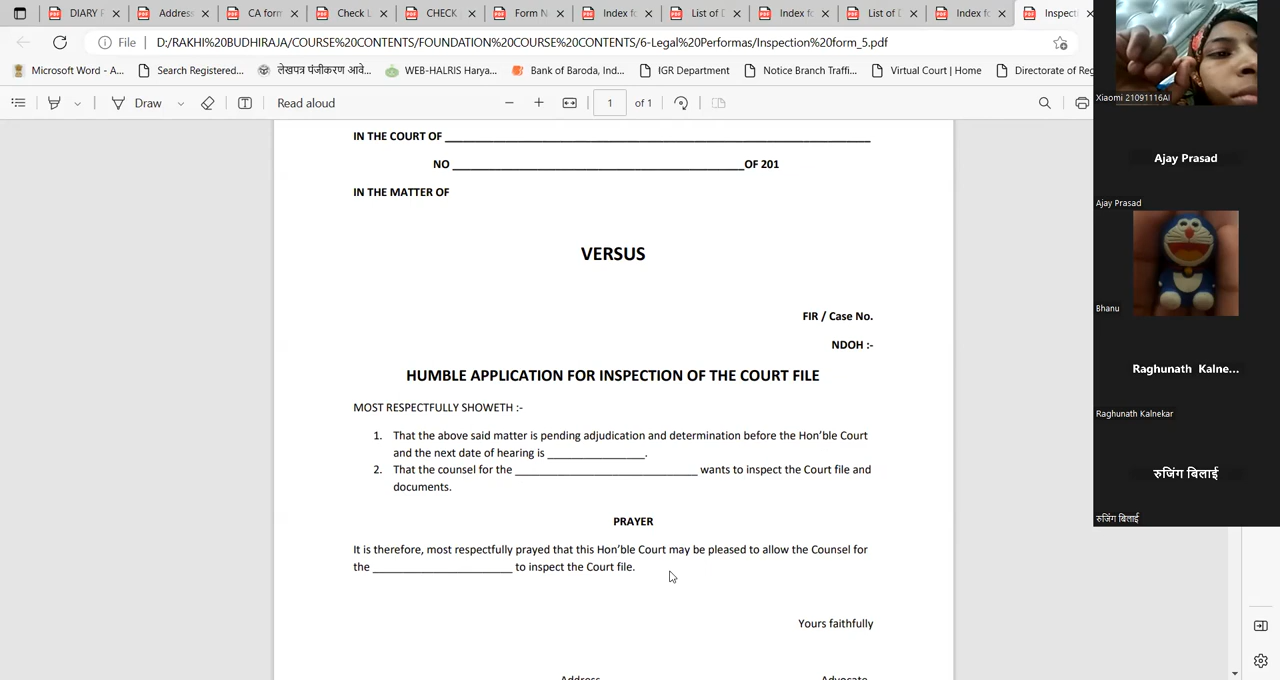 DIARY F
Address
CA form
Check L
CHECK
Form N
Index fo
List of D
Index fo
List of D
Index fo
Inspecti
File
D:/RAKHI%20BUDHIRAJA/COURSE%20CONTENTS/FOUNDATION%20COURSE%20CONTENTS/6-Legal%20Performas/Inspection%20form_5.pdf
Microsoft Word - A...
Search Registered...
लेखपत्र पंजीकरण आवे...
WEB-HALRIS Harya...
Bank of Baroda, Ind...
IGR Department
Notice Branch Traffi...
Virtual Court | Home
Directorate of Reg
Draw
Read aloud
1 of 1
IN THE COURT OF
NO OF 201
IN THE MATTER OF
VERSUS
FIR / Case No.
NDOH :-
HUMBLE APPLICATION FOR INSPECTION OF THE COURT FILE
MOST RESPECTFULLY SHOWETH :-
1. That the above said matter is pending adjudication and determination before the Hon'ble Court
and the next date of hearing is ________________.
2. That the counsel for the ______________________________ wants to inspect the Court file and
documents.
PRAYER
It is therefore, most respectfully prayed that this Hon'ble Court may be pleased to allow the Counsel for
the _______________________ to inspect the Court file.
Yours faithfully
Address
Advocate
Xiaomi 21091116AI
Ajay Prasad
Ajay Prasad
Bhanu
Raghunath Kalne...
Raghunath Kalnekar
रुजिंग बिलाई
रुजिंग बिलाई